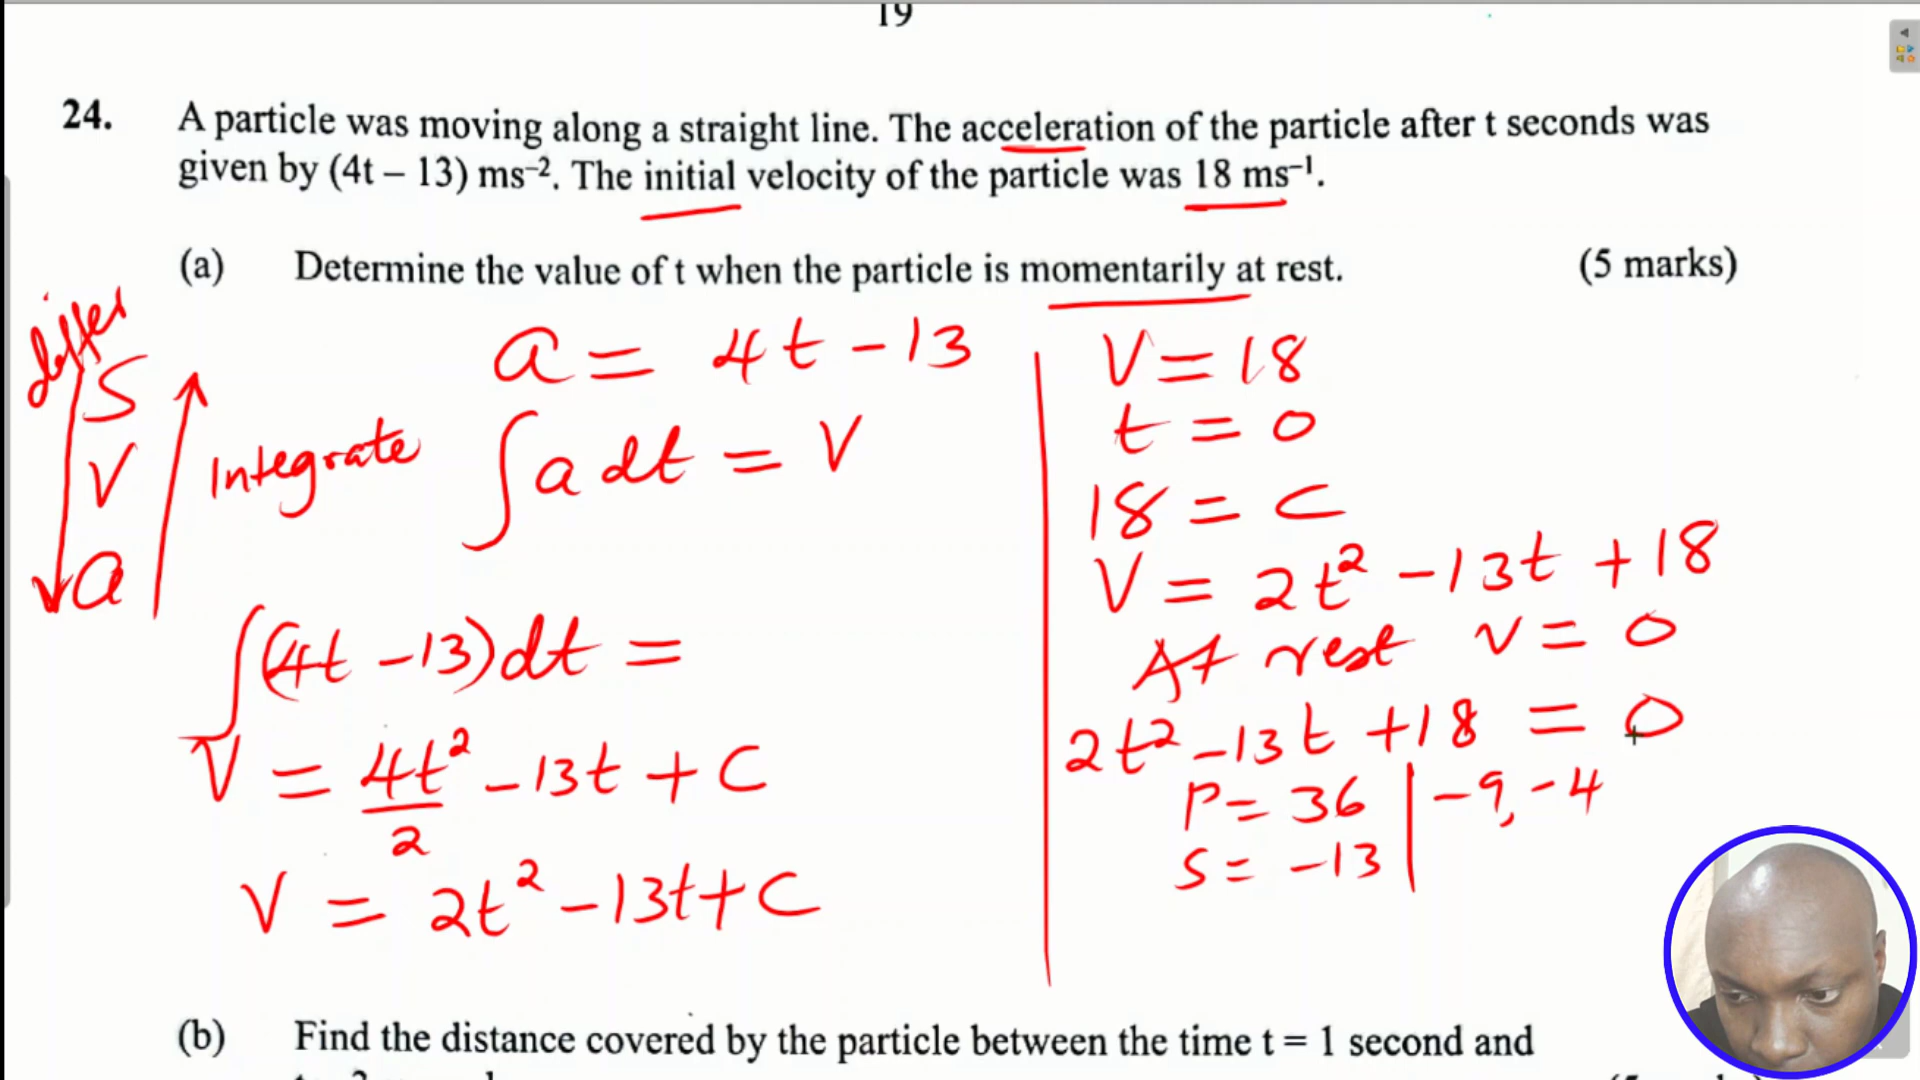 19
24. A particle was moving along a straight line. The acceleration of the particle after t seconds was
given by (4t – 13) ms⁻². The initial velocity of the particle was 18 ms⁻¹.
(a) Determine the value of t when the particle is momentarily at rest. (5 marks)
differ
S
V
a
Integrate
a = 4t - 13
∫ a dt = V
∫(4t - 13)dt =
V = 4t²/2 - 13t + C
V = 2t² - 13t + C
V = 18
t = 0
18 = C
V = 2t² - 13t + 18
At rest v = 0
2t² - 13t + 18 = 0
P = 36 | -9, -4
S = -13
(b) Find the distance covered by the particle between the time t = 1 second and